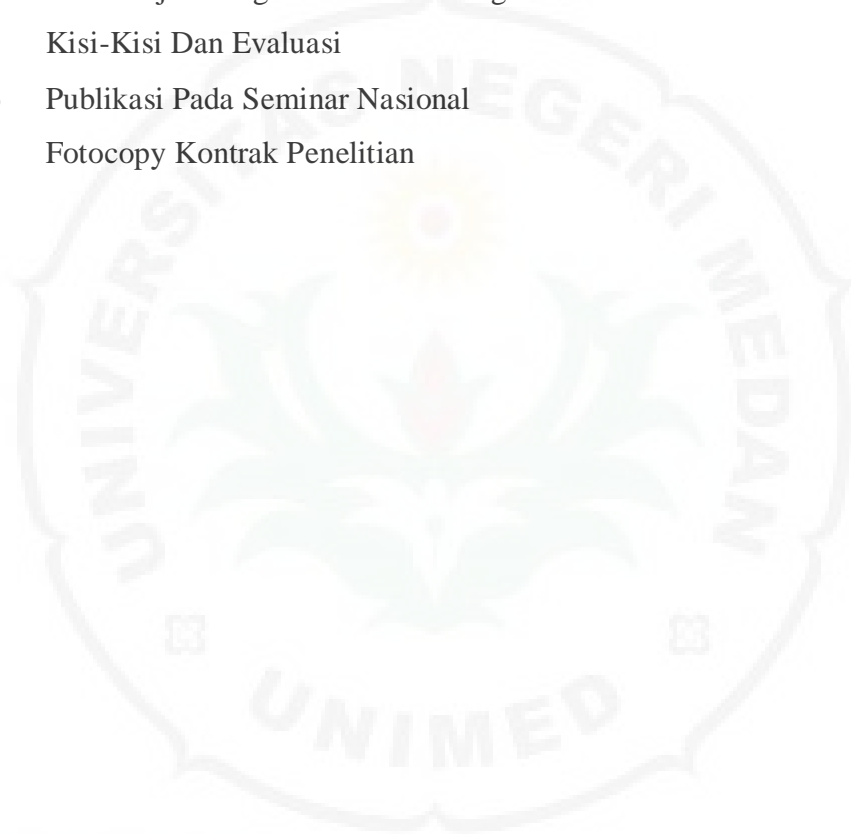 Kisi-Kisi Dan Evaluasi
Publikasi Pada Seminar Nasional
Fotocopy Kontrak Penelitian
UNIVERSITAS NEGERI MEDAN
UNIMED